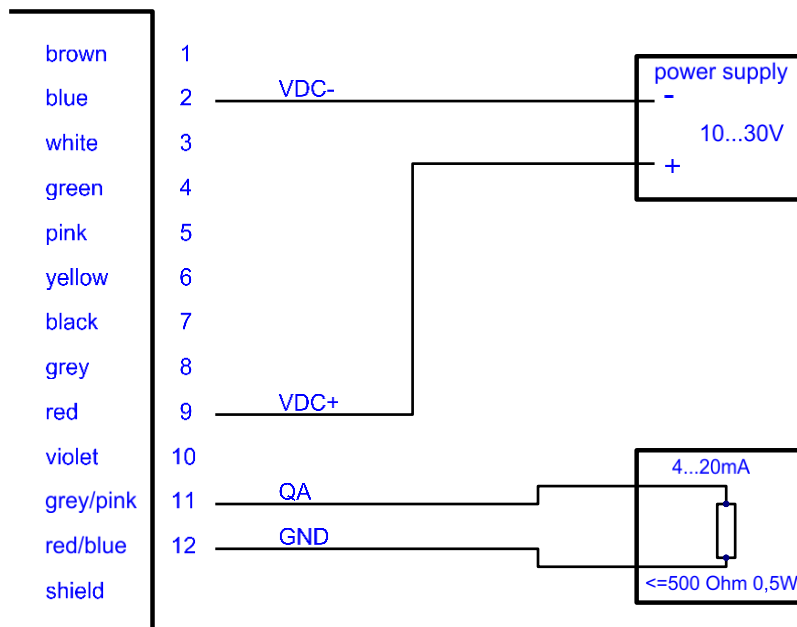 brown 1
blue 2 VDC-
white 3
green 4
pink 5
yellow 6
black 7
grey 8
red 9 VDC+
violet 10
grey/pink 11 QA
red/blue 12 GND
shield
power supply
-
10...30V
+
4...20mA
<=500 Ohm 0,5W